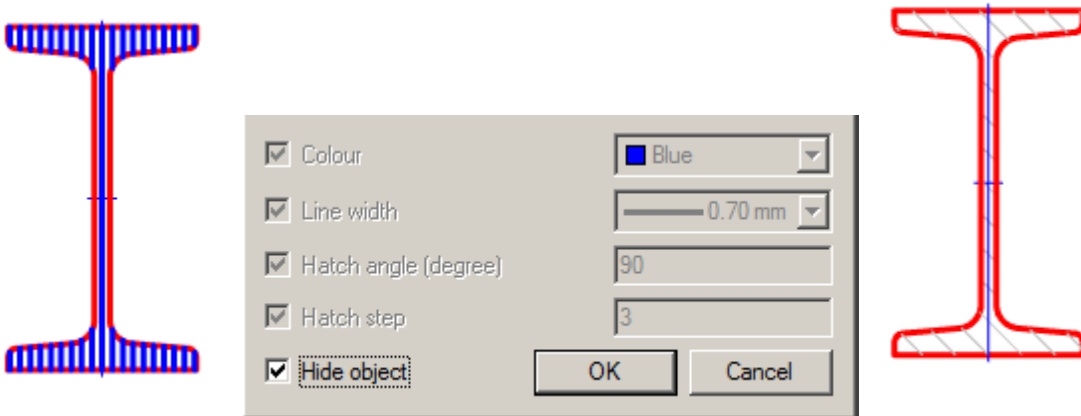 Colour Blue
Line width 0.70 mm
Hatch angle (degree) 90
Hatch step 3
Hide object OK Cancel